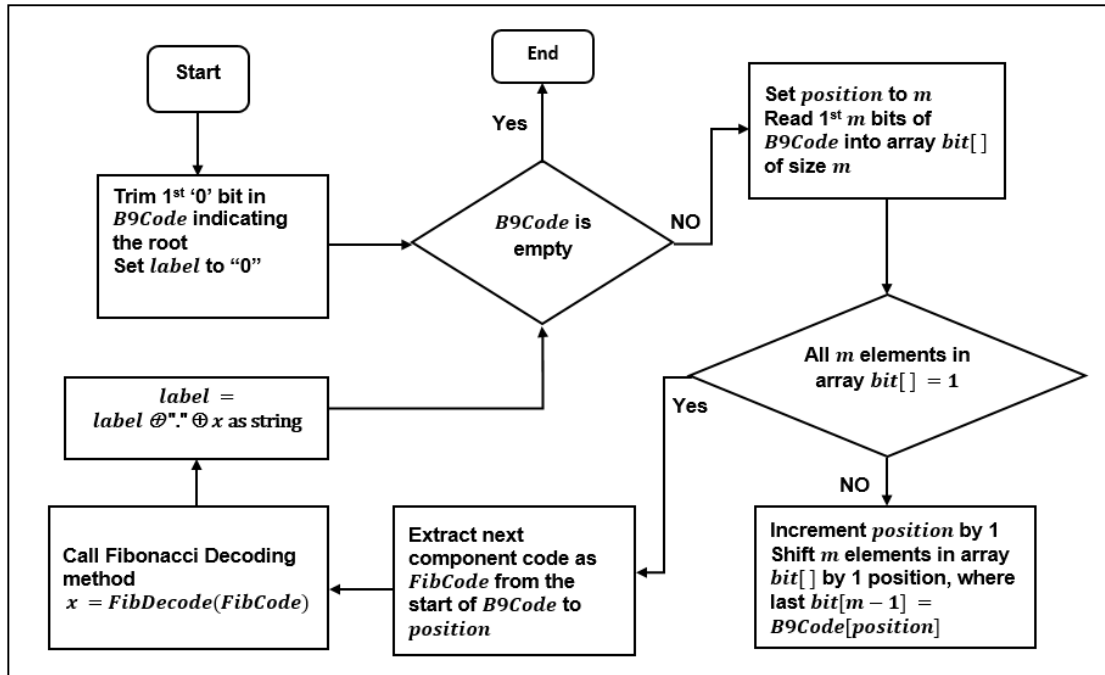 Start
End
Trim 1st ‘0’ bit in
B9Code indicating
the root
Set label to “0”
Yes
B9Code is
empty
NO
Set position to m
Read 1st m bits of
B9Code into array bit[ ]
of size m
All m elements in
array bit[ ] = 1
Yes
NO
Increment position by 1
Shift m elements in array
bit[ ] by 1 position, where
last bit[m − 1] =
B9Code[position]
Extract next
component code as
FibCode from the
start of B9Code to
position
Call Fibonacci Decoding
method
x = FibDecode(FibCode)
label =
label ⊕"." ⊕ x as string